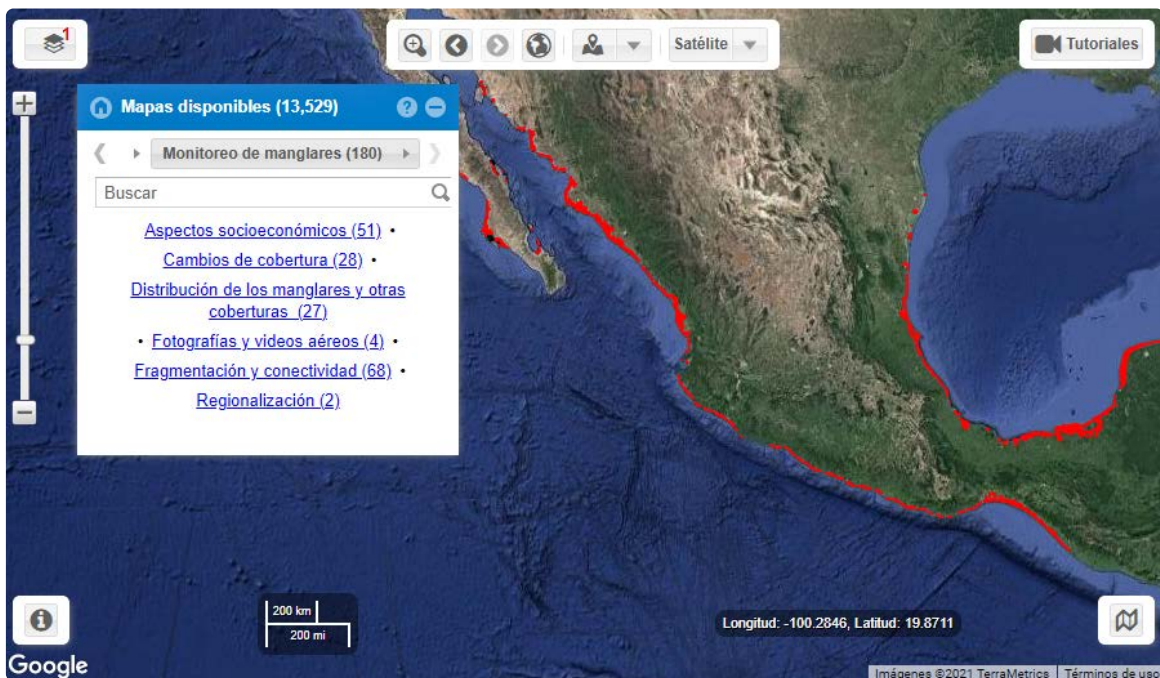 1
Satélite
Tutoriales
Mapas disponibles (13,529)
Monitoreo de manglares (180)
Buscar
Aspectos socioeconómicos (51) •
Cambios de cobertura (28) •
Distribución de los manglares y otras
coberturas (27)
• Fotografías y videos aéreos (4) •
Fragmentación y conectividad (68) •
Regionalización (2)
200 km
200 mi
Longitud: -100.2846, Latitud: 19.8711
Google
Imágenes ©2021 TerraMetrics
Términos de uso